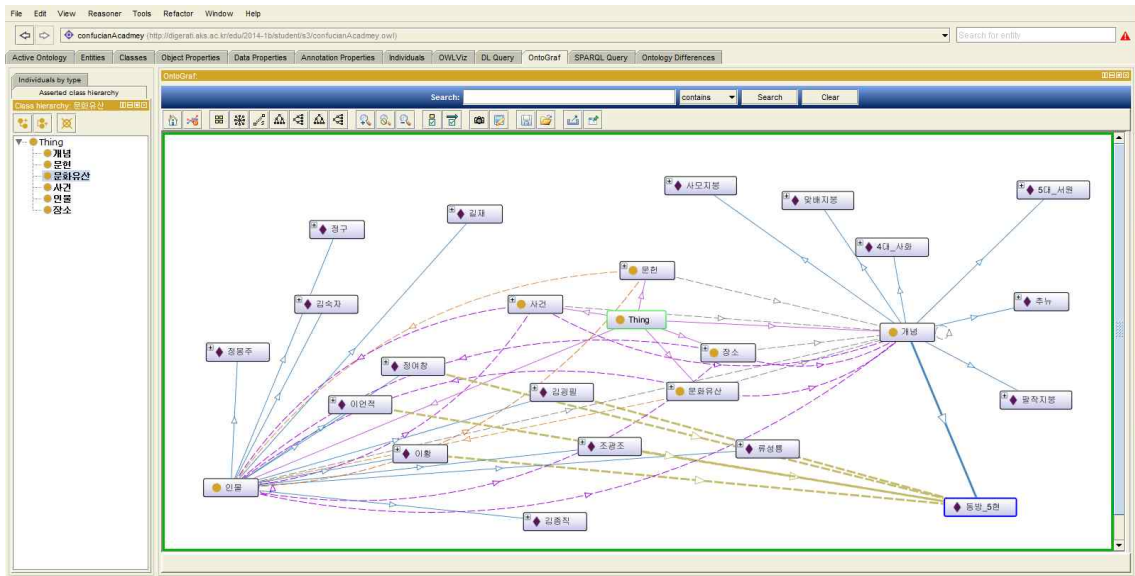 File Edit View Reasoner Tools Refactor Window Help
confucianAcadmey (http://digerati.aks.ac.kr/edu/2014-1b/student/s3/confucianAcadmey.owl)
Search for entity
Active Ontology Entities Classes Object Properties Data Properties Annotation Properties Individuals OWLViz DL Query OntoGraf SPARQL Query Ontology Differences
Individuals by type
Asserted class hierarchy
Class hierarchy: 문화유산
Thing
개념
문헌
문화유산
사건
인물
장소
OntoGraf:
Search: contains Search Clear
사모지붕
맞배지붕
5대_서원
길재
정구
4대_사화
문헌
김숙자
사건
추뉴
Thing
개념
정몽주
장소
정여창
김굉필
문화유산
팔작지붕
이언적
조광조
류성룡
이황
인물
동방_5현
김종직